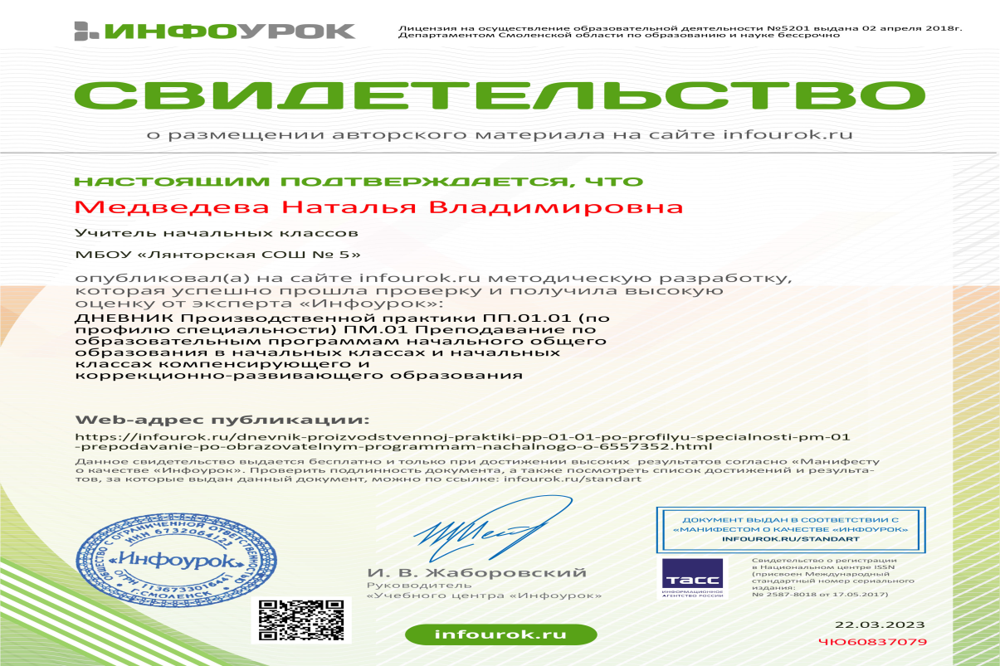 ИНФОУРОК
Лицензия на осуществление образовательной деятельности №5201 выдана 02 апреля 2018г.
Департаментом Смоленской области по образованию и науке бессрочно
СВИДЕТЕЛЬСТВО
о размещении авторского материала на сайте infourok.ru
НАСТОЯЩИМ ПОДТВЕРЖДАЕТСЯ, ЧТО
Медведева Наталья Владимировна
Учитель начальных классов
МБОУ «Лянторская СОШ № 5»
опубликовал(а) на сайте infourok.ru методическую разработку,
которая успешно прошла проверку и получила высокую
оценку от эксперта «Инфоурок»:
ДНЕВНИК Производственной практики ПП.01.01 (по
профилю специальности) ПМ.01 Преподавание по
образовательным программам начального общего
образования в начальных классах и начальных
классах компенсирующего и
коррекционно-развивающего образования
Web-адрес публикации:
https://infourok.ru/dnevnik-proizvodstvennoj-praktiki-pp-01-01-po-profilyu-specialnosti-pm-01
-prepodavanie-po-obrazovatelnym-programmam-nachalnogo-o-6557352.html
Данное свидетельство выдается бесплатно и только при достижении высоких результатов согласно «Манифесту
о качестве «Инфоурок». Проверить подлинность документа, а также посмотреть список достижений и результа-
тов, за которые выдан данный документ, можно по ссылке: infourok.ru/standart
ОБЩЕСТВО С ОГРАНИЧЕННОЙ ОТВЕТСТВЕННОСТЬЮ
ИНН 6732064123
«Инфоурок»
ОГРН 1136733016441
г.СМОЛЕНСК
И. В. Жаборовский
Руководитель
«Учебного центра «Инфоурок»
infourok.ru
ДОКУМЕНТ ВЫДАН В СООТВЕТСТВИИ С
«МАНИФЕСТОМ О КАЧЕСТВЕ «ИНФОУРОК»
INFOUROK.RU/STANDART
ТАСС
ИНФОРМАЦИОННОЕ
АГЕНТСТВО РОССИИ
Свидетельство о регистрации
в Национальном центре ISSN
(присвоен Международный
стандартный номер сериального
издания:
№ 2587-8018 от 17.05.2017)
22.03.2023
ЧЮ60837079